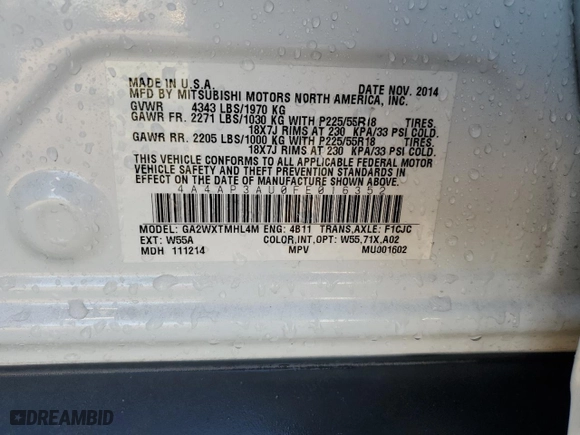 MADE IN U.S.A. DATE NOV. 2014
MFD BY MITSUBISHI MOTORS NORTH AMERICA, INC.
GVWR 4343 LBS/1970 KG
GAWR FR. 2271 LBS/1030 KG WITH P225/55R18 TIRES.
18X7J RIMS AT 230 KPA/33 PSI COLD.
GAWR RR. 2205 LBS/1000 KG WITH P225/55R18 TIRES.
18X7J RIMS AT 230 KPA/33 PSI COLD.
THIS VEHICLE CONFORMS TO ALL APPLICABLE FEDERAL MOTOR
VEHICLE SAFETY AND THEFT PREVENTION STANDARDS IN
EFFECT ON THE DATE OF MANUFACTURE SHOWN ABOVE.
4A4AP3AU0FE016352
MODEL: GA2WXTMHL4M ENG: 4B11 TRANS,AXLE: F1CJC
EXT: W55A COLOR,INT,OPT: W55,71X,A02
MDH 111214 MPV MU001602
DREAMBID